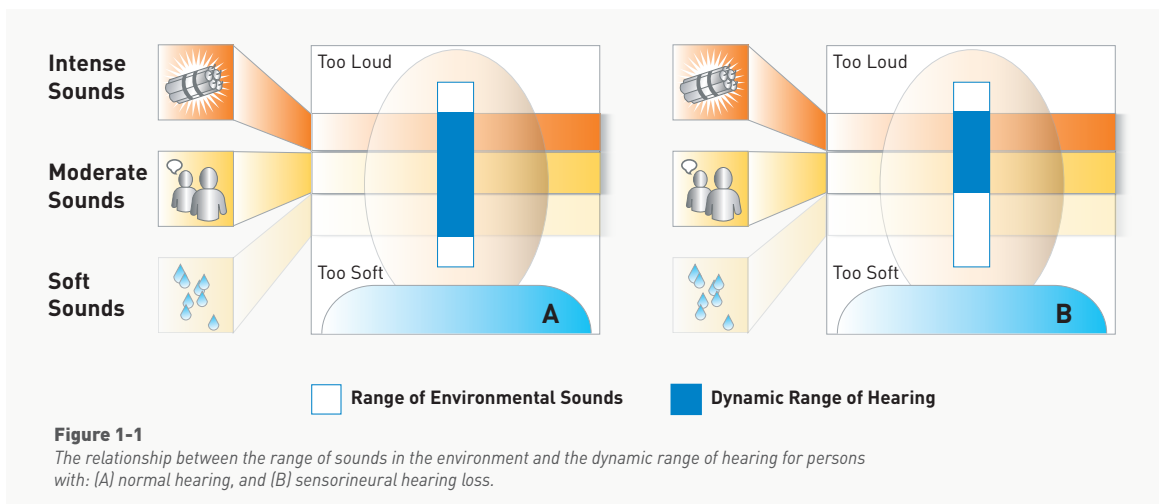 Intense
Sounds
Too Loud
Moderate
Sounds
Soft
Sounds
Too Soft
A
Too Loud
Too Soft
B
Range of Environmental Sounds
Dynamic Range of Hearing
Figure 1-1
The relationship between the range of sounds in the environment and the dynamic range of hearing for persons
with: (A) normal hearing, and (B) sensorineural hearing loss.